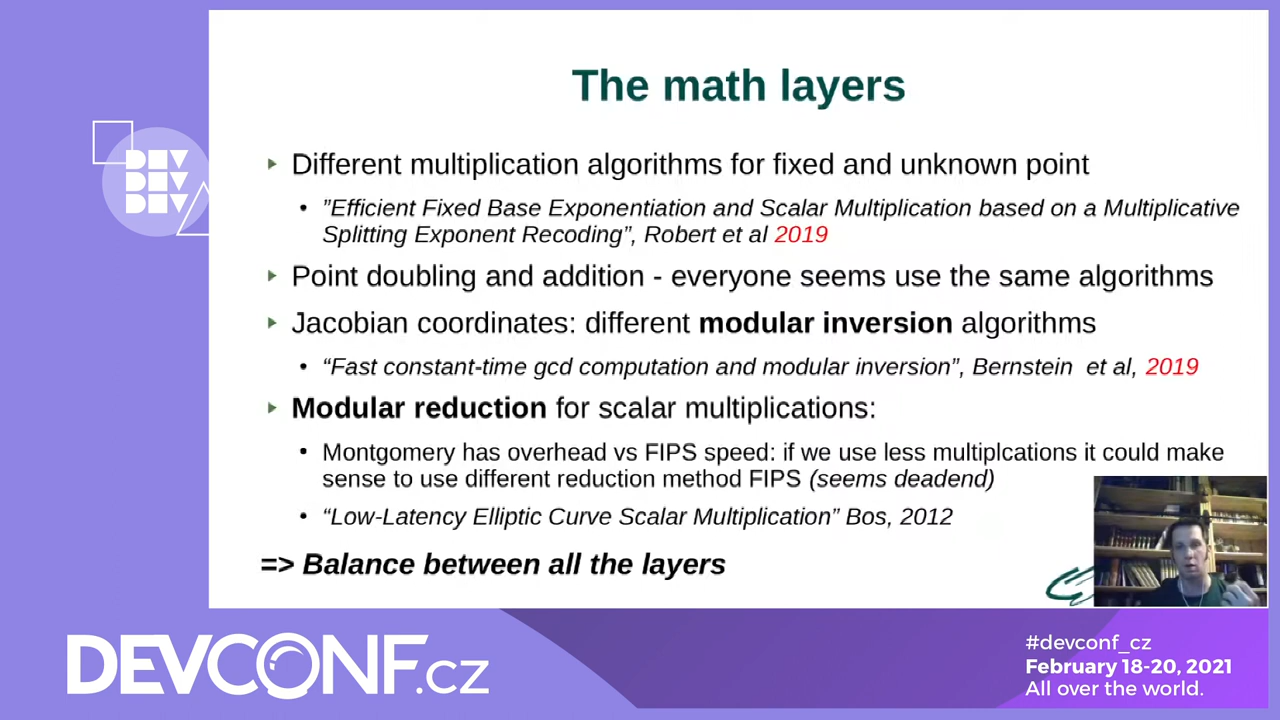 The math layers
Different multiplication algorithms for fixed and unknown point
”Efficient Fixed Base Exponentiation and Scalar Multiplication based on a Multiplicative
Splitting Exponent Recoding”, Robert et al 2019
Point doubling and addition - everyone seems use the same algorithms
Jacobian coordinates: different modular inversion algorithms
“Fast constant-time gcd computation and modular inversion”, Bernstein et al, 2019
Modular reduction for scalar multiplications:
Montgomery has overhead vs FIPS speed: if we use less multiplcations it could make
sense to use different reduction method FIPS (seems deadend)
“Low-Latency Elliptic Curve Scalar Multiplication” Bos, 2012
=> Balance between all the layers
DEV
DEV
DEV
DEVCONF.cz
#devconf_cz
February 18-20, 2021
All over the world.